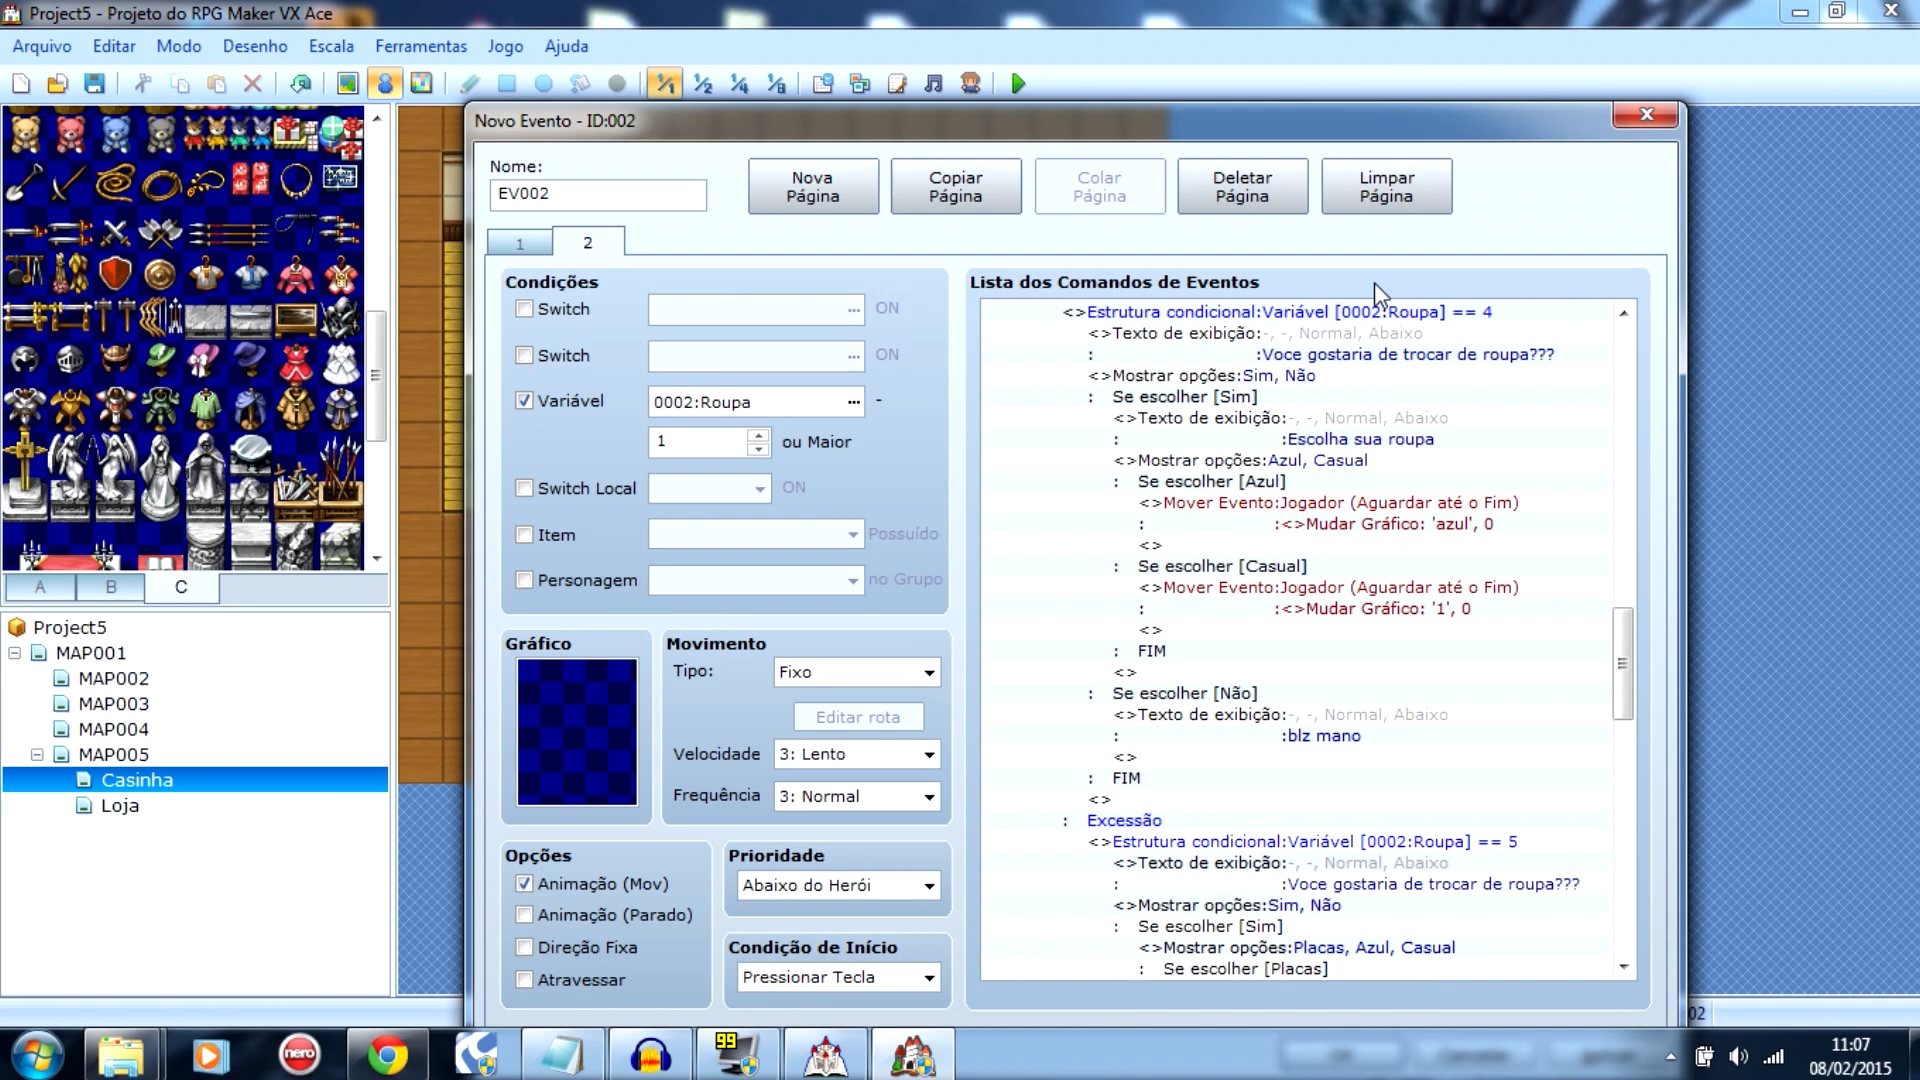 Project5 - Projeto do RPG Maker VX Ace
Arquivo Editar Modo Desenho Escala Ferramentas Jogo Ajuda
Novo Evento - ID:002
Nome:
EV002
Nova Página
Copiar Página
Colar Página
Deletar Página
Limpar Página
1 2
Condições
Switch ... ON
Switch ... ON
Variável 0002:Roupa ... -
1 ou Maior
Switch Local ON
Item Possuído
Personagem no Grupo
Gráfico
Movimento
Tipo: Fixo
Editar rota
Velocidade 3: Lento
Frequência 3: Normal
Opções
Animação (Mov)
Animação (Parado)
Direção Fixa
Atravessar
Prioridade
Abaixo do Herói
Condição de Início
Pressionar Tecla
Lista dos Comandos de Eventos
<>Estrutura condicional:Variável [0002:Roupa] == 4
<>Texto de exibição:-, -, Normal, Abaixo
: :Voce gostaria de trocar de roupa???
<>Mostrar opções:Sim, Não
: Se escolher [Sim]
<>Texto de exibição:-, -, Normal, Abaixo
: :Escolha sua roupa
<>Mostrar opções:Azul, Casual
: Se escolher [Azul]
<>Mover Evento:Jogador (Aguardar até o Fim)
: :<>Mudar Gráfico: 'azul', 0
<>
: Se escolher [Casual]
<>Mover Evento:Jogador (Aguardar até o Fim)
: :<>Mudar Gráfico: '1', 0
<>
: FIM
<>
: Se escolher [Não]
<>Texto de exibição:-, -, Normal, Abaixo
: :blz mano
<>
: FIM
<>
: Excessão
<>Estrutura condicional:Variável [0002:Roupa] == 5
<>Texto de exibição:-, -, Normal, Abaixo
: :Voce gostaria de trocar de roupa???
<>Mostrar opções:Sim, Não
: Se escolher [Sim]
<>Mostrar opções:Placas, Azul, Casual
: Se escolher [Placas]
A B C
Project5
MAP001
MAP002
MAP003
MAP004
MAP005
Casinha
Loja
02
nero
99
11:07
08/02/2015